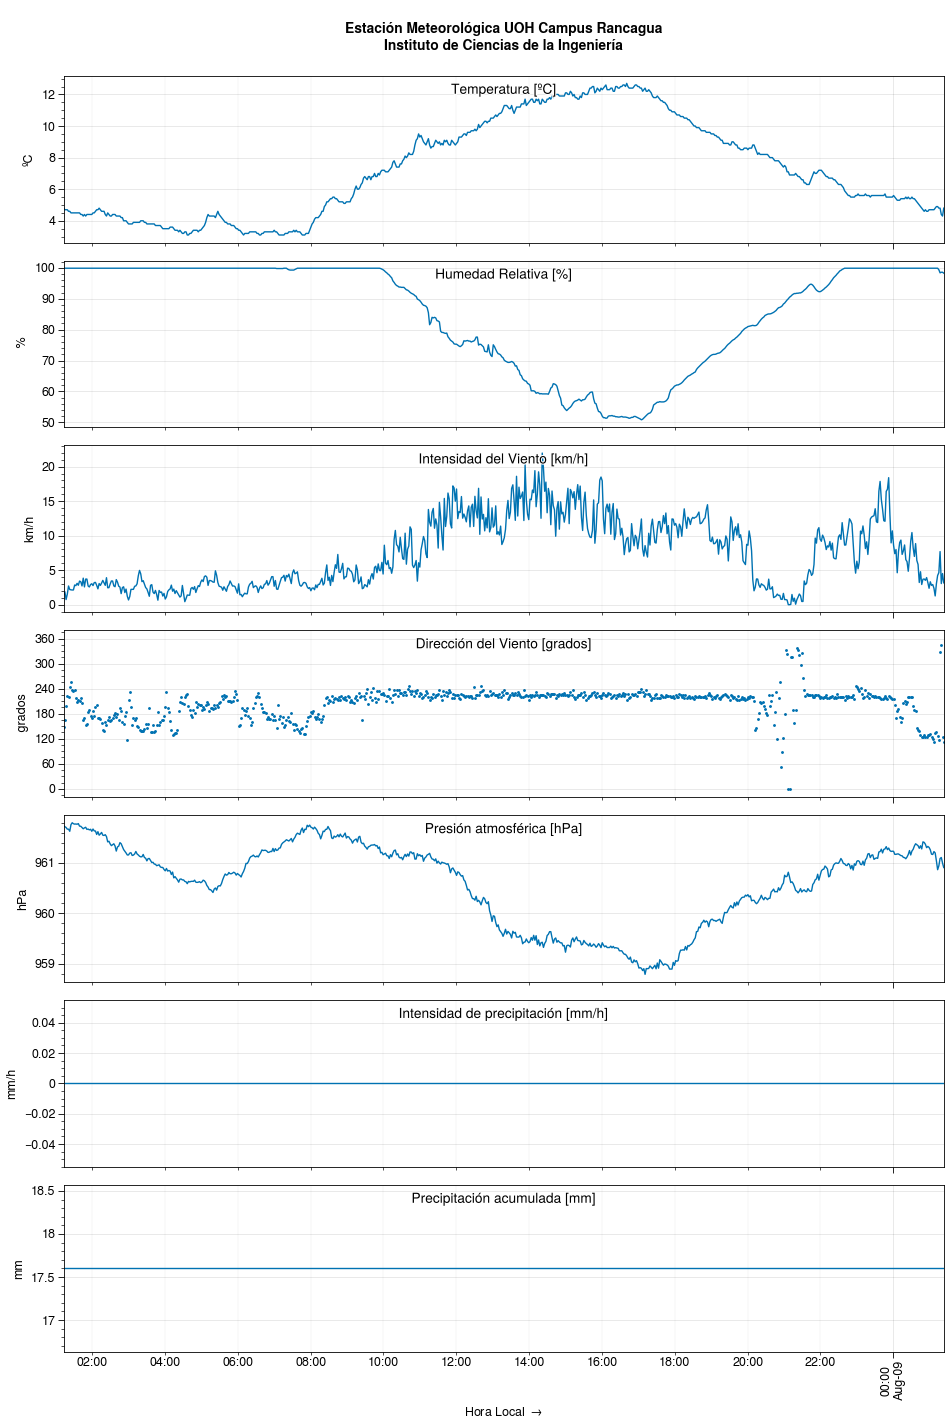 Estación Meteorológica UOH Campus Rancagua
Instituto de Ciencias de la Ingeniería
Temperatura [ºC]
12
10
8
6
4
ºC
Humedad Relativa [%]
100
90
80
70
60
50
%
Intensidad del Viento [km/h]
20
15
10
5
0
km/h
Dirección del Viento [grados]
360
300
240
180
120
60
0
grados
Presión atmosférica [hPa]
961
960
959
hPa
Intensidad de precipitación [mm/h]
0.04
0.02
0
−0.02
−0.04
mm/h
Precipitación acumulada [mm]
18.5
18
17.5
17
mm
02:00 04:00 06:00 08:00 10:00 12:00 14:00 16:00 18:00 20:00 22:00
00:00
Aug-09
Hora Local →